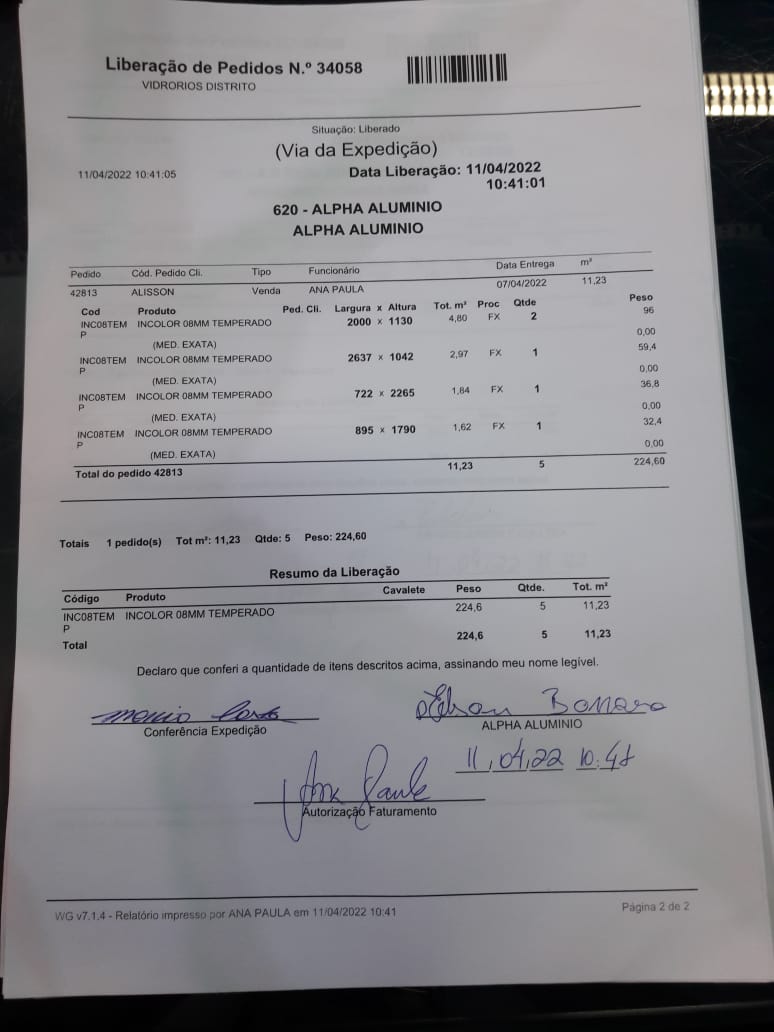 Liberação de Pedidos N.º 34058
VIDRORIOS DISTRITO
Situação: Liberado
(Via da Expedição)
11/04/2022 10:41:05 Data Liberação: 11/04/2022
10:41:01
620 - ALPHA ALUMINIO
ALPHA ALUMINIO
Pedido Cód. Pedido Cli. Tipo Funcionário Data Entrega m²
42813 ALISSON Venda ANA PAULA 07/04/2022 11,23
Cod Produto Ped. Cli. Largura x Altura Tot. m² Proc Qtde Peso
INC08TEM INCOLOR 08MM TEMPERADO 2000 x 1130 4,80 FX 2 96
P
(MED. EXATA) 0,00
INC08TEM INCOLOR 08MM TEMPERADO 2637 x 1042 2,97 FX 1 59,4
P
(MED. EXATA) 0,00
INC08TEM INCOLOR 08MM TEMPERADO 722 x 2265 1,84 FX 1 36,8
P
(MED. EXATA) 0,00
INC08TEM INCOLOR 08MM TEMPERADO 895 x 1790 1,62 FX 1 32,4
P
(MED. EXATA) 0,00
Total do pedido 42813 11,23 5 224,60
Totais 1 pedido(s) Tot m²: 11,23 Qtde: 5 Peso: 224,60
Resumo da Liberação
Código Produto Cavalete Peso Qtde. Tot. m²
INC08TEM INCOLOR 08MM TEMPERADO 224,6 5 11,23
P
Total 224,6 5 11,23
Declaro que conferi a quantidade de itens descritos acima, assinando meu nome legível.
Conferência Expedição ALPHA ALUMINIO
11,04,22 10:48
Ana Paula
Autorização Faturamento
WG v7.1.4 - Relatório impresso por ANA PAULA em 11/04/2022 10:41 Página 2 de 2